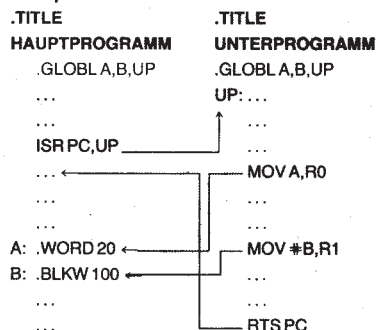 .TITLE
HAUPTPROGRAMM
.GLOBL A,B,UP
...
...
ISR PC,UP
...
...
A: .WORD 20
B: .BLKW 100
...
...
.TITLE
UNTERPROGRAMM
.GLOBL A,B,UP
UP: ...
...
...
MOV A,R0
...
...
MOV #B,R1
...
...
RTS PC